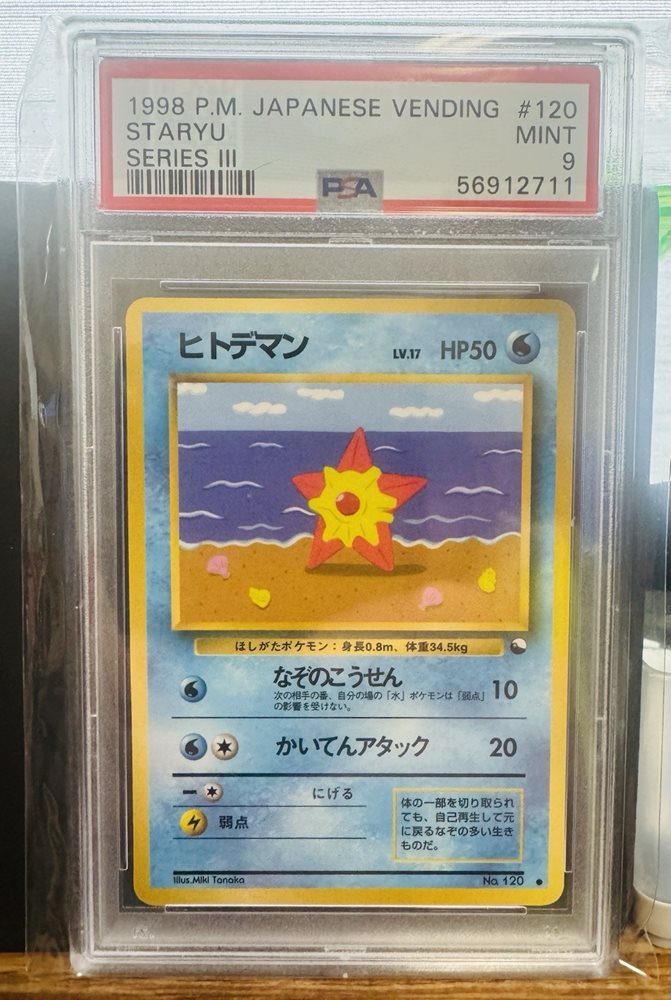 1998 P.M. JAPANESE VENDING #120
STARYU MINT
SERIES III 9
PSA 56912711
ヒトデマン LV.17 HP50
ほしがたポケモン：身長0.8m、体重34.5kg
なぞのこうせん 10
次の相手の番、自分の場の「水」ポケモンは「弱点」
の影響を受けない。
かいてんアタック 20
にげる
弱点
体の一部を切り取られ
ても、自己再生して元
に戻るなぞの多い生き
ものだ。
Illus.Miki Tanaka No.120